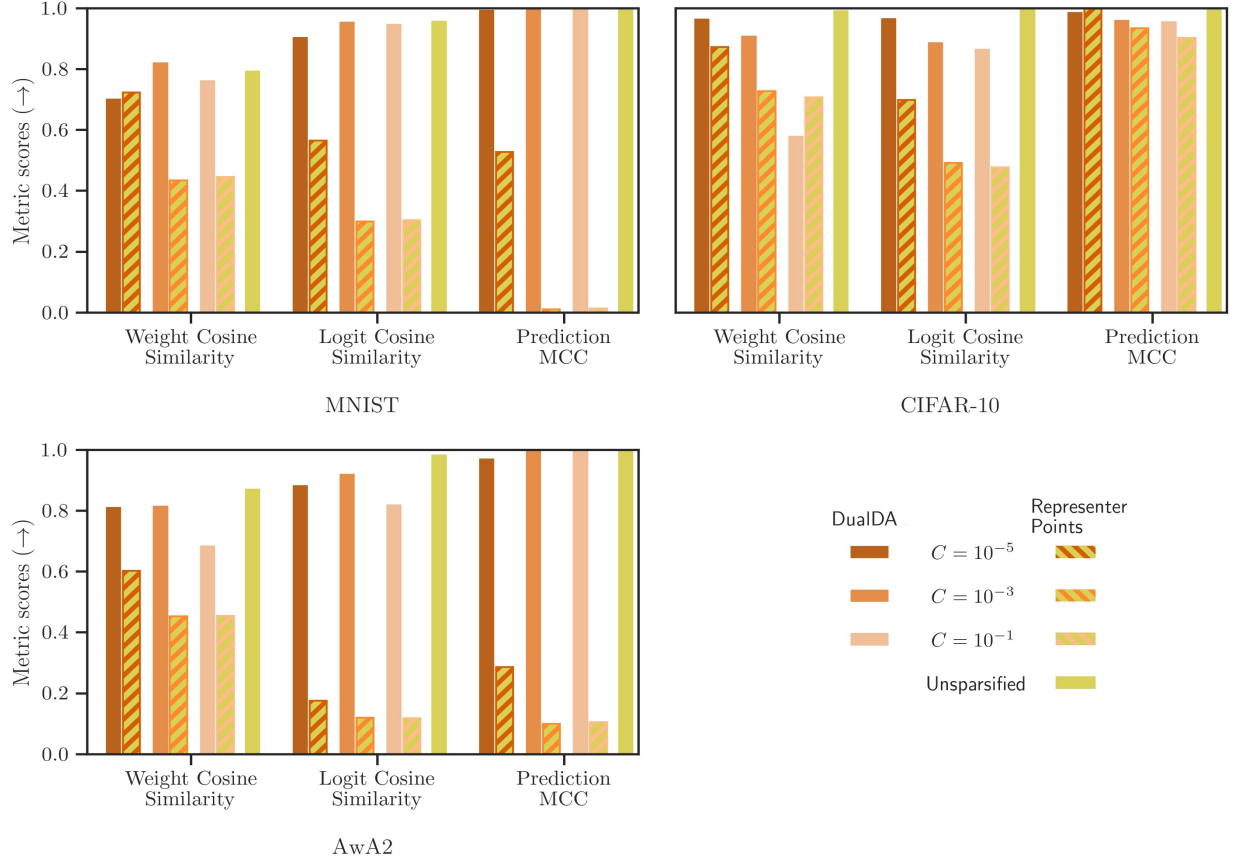 Metric scores (→)
1.0
0.8
0.6
0.4
0.2
0.0
Weight Cosine
Similarity
Logit Cosine
Similarity
Prediction
MCC
MNIST
Weight Cosine
Similarity
Logit Cosine
Similarity
Prediction
MCC
CIFAR-10
Metric scores (→)
1.0
0.8
0.6
0.4
0.2
0.0
Weight Cosine
Similarity
Logit Cosine
Similarity
Prediction
MCC
AwA2
DualDA
Representer
Points
C = 10⁻⁵
C = 10⁻³
C = 10⁻¹
Unsparsified